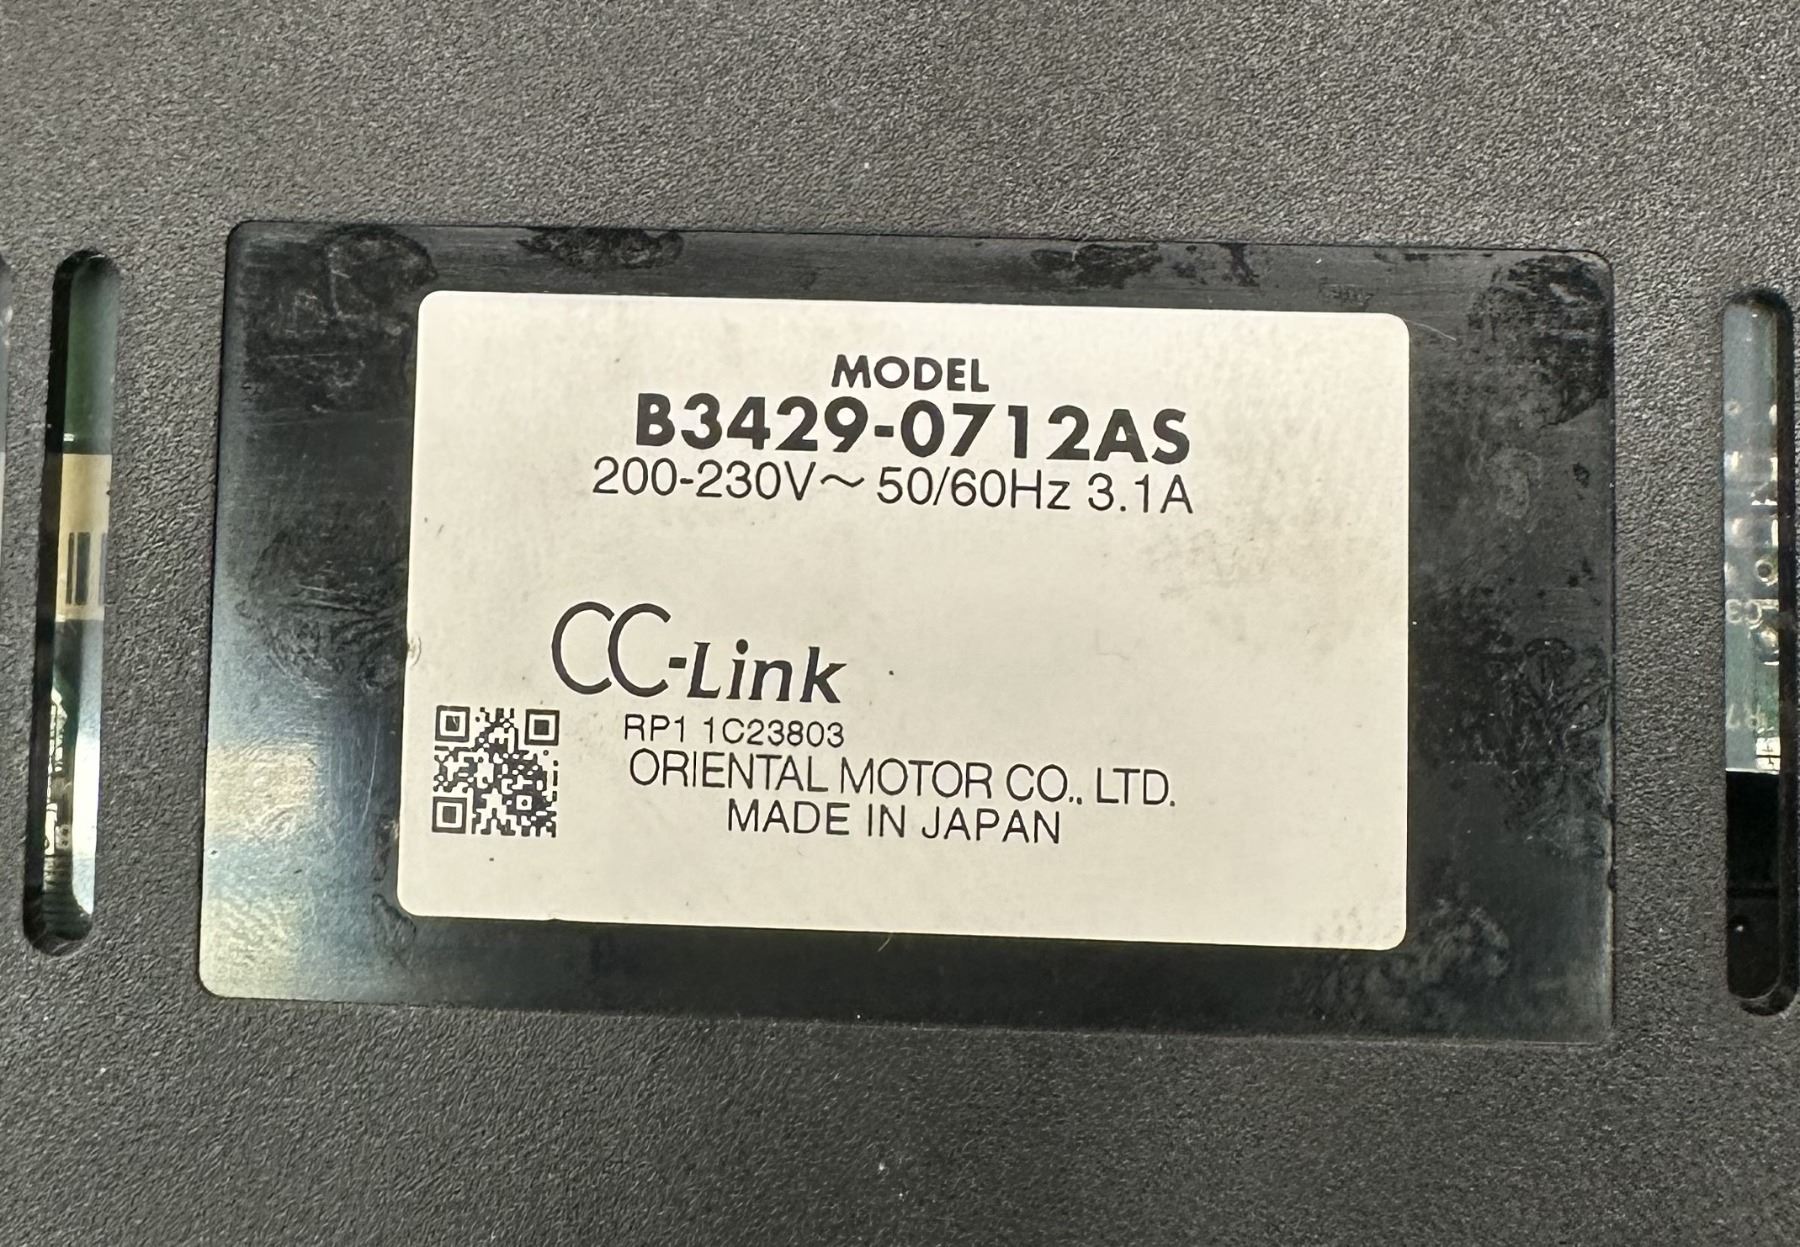 MODEL
B3429-0712AS
200-230V~ 50/60Hz 3.1A
CC-Link
RP1 1C23803
ORIENTAL MOTOR CO., LTD.
MADE IN JAPAN